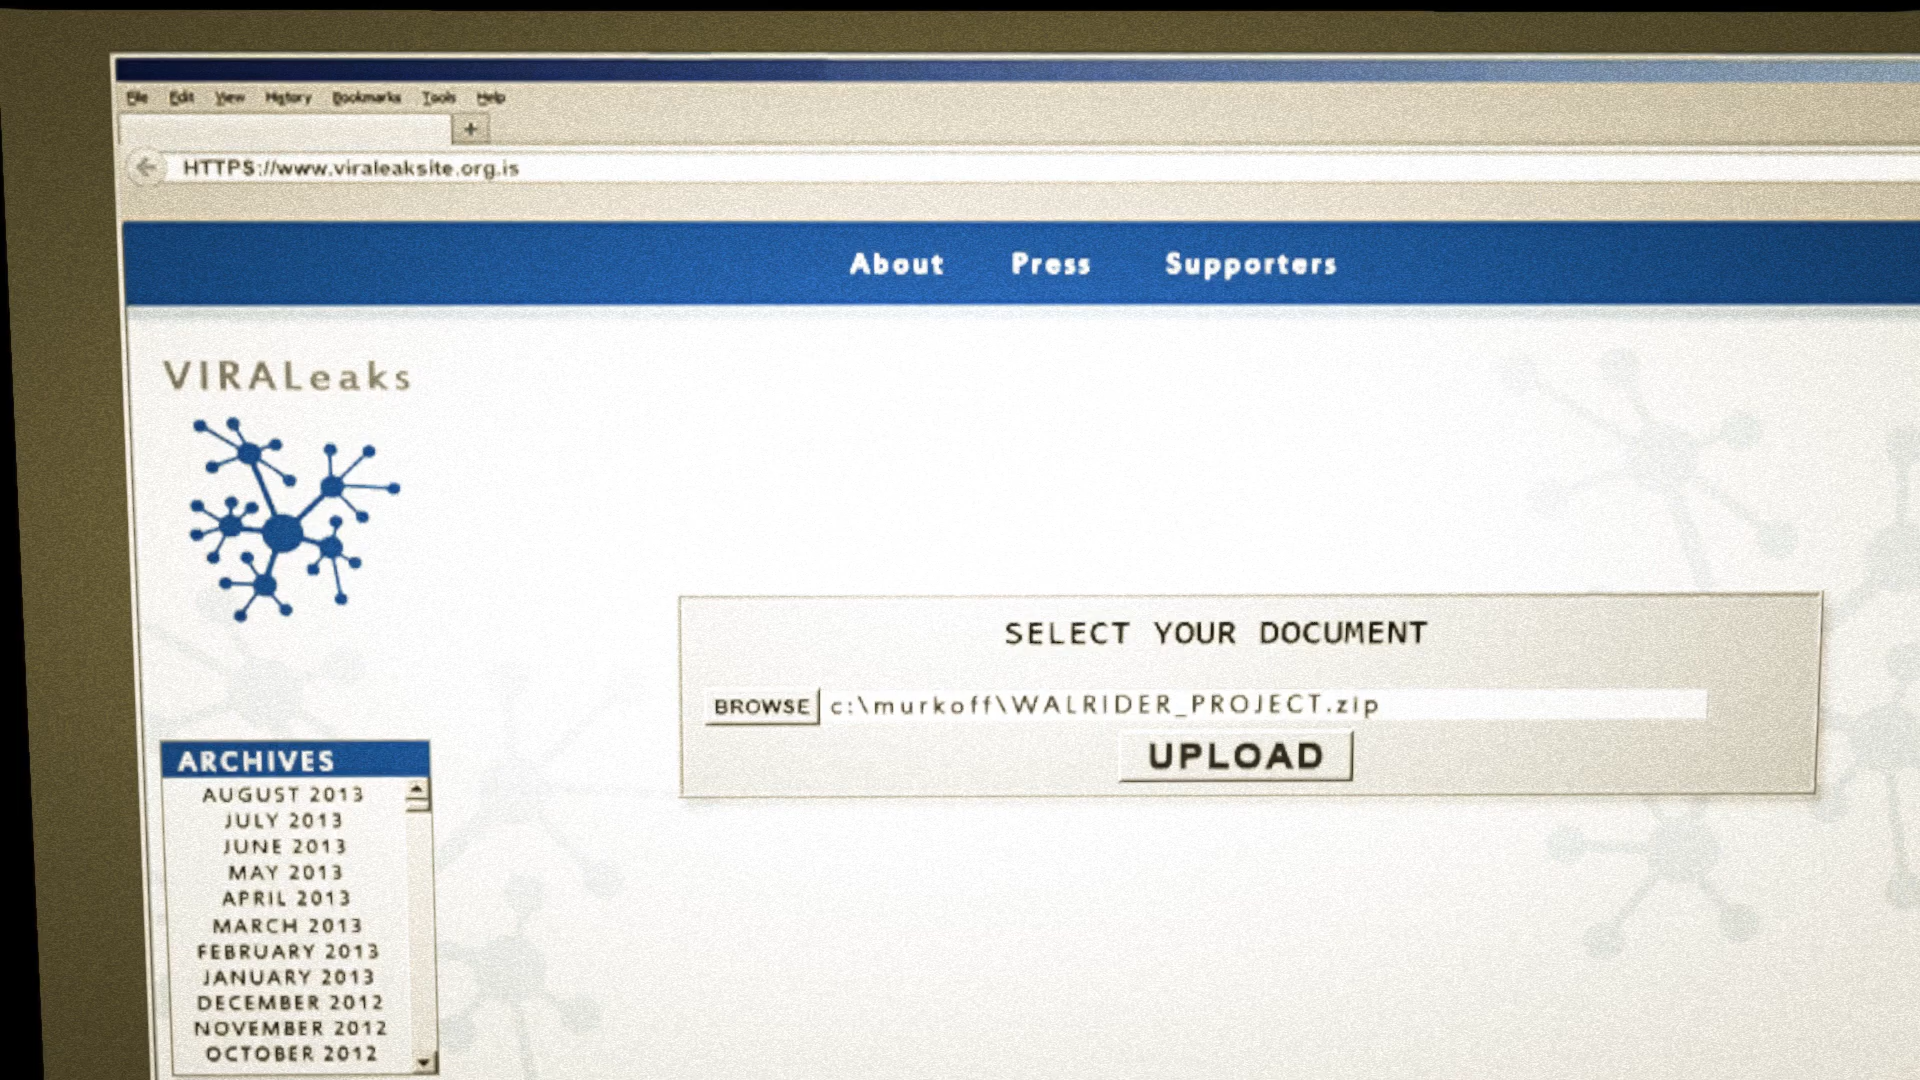 File Edit View History Bookmarks Tools Help
+
HTTPS://www.viraleaksite.org.is
About Press Supporters
VIRALeaks
SELECT YOUR DOCUMENT
BROWSE c:\murkoff\WALRIDER_PROJECT.zip
UPLOAD
ARCHIVES
AUGUST 2013
JULY 2013
JUNE 2013
MAY 2013
APRIL 2013
MARCH 2013
FEBRUARY 2013
JANUARY 2013
DECEMBER 2012
NOVEMBER 2012
OCTOBER 2012